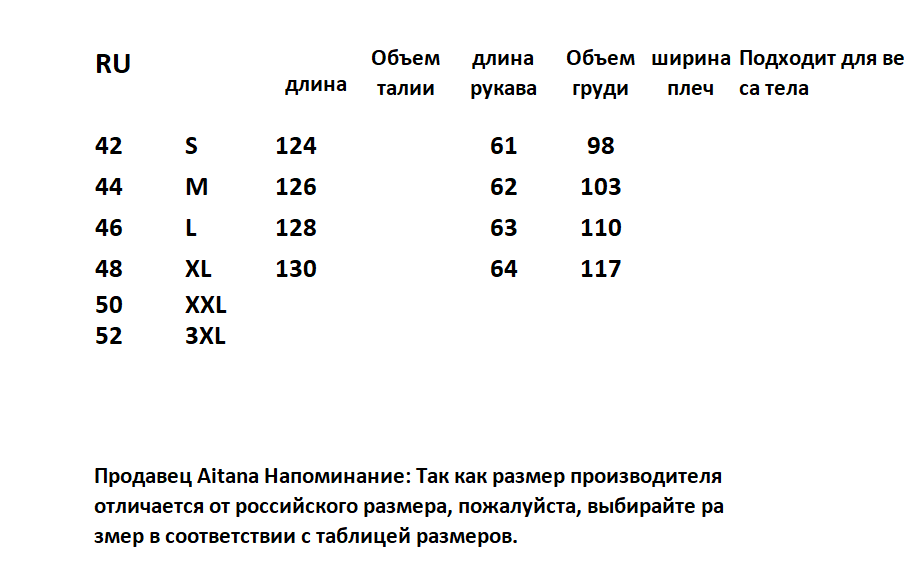 RU длина Объем талии длина рукава Объем груди ширина плеч Подходит для ве са тела
42 S 124 61 98
44 M 126 62 103
46 L 128 63 110
48 XL 130 64 117
50 XXL
52 3XL
Продавец Aitana Напоминание: Так как размер производителя
отличается от российского размера, пожалуйста, выбирайте ра
змер в соответствии с таблицей размеров.